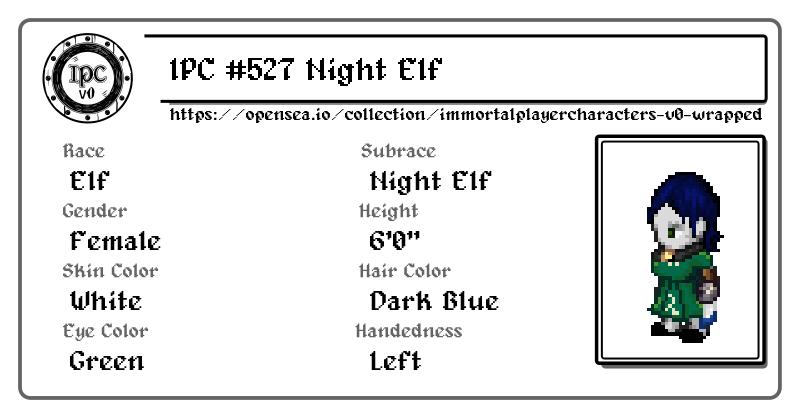 IPC
v0
IPC #527 Night Elf
https://opensea.io/collection/immortalplayercharacters-v0-wrapped
Race
Subrace
Elf
Night Elf
Gender
Height
Female
6'0"
Skin Color
Hair Color
White
Dark Blue
Eye Color
Handedness
Green
Left